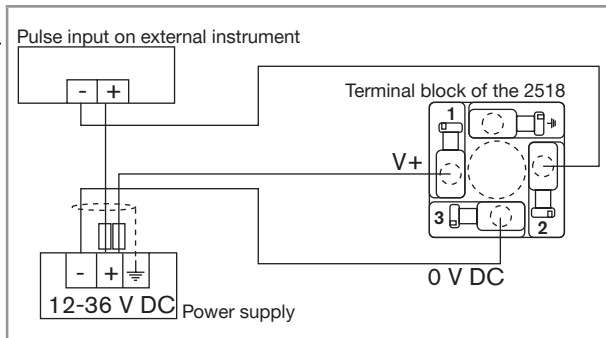 Pulse input on external instrument
- +
Terminal block of the 2518
1
V+
3
2
0 V DC
- +
12-36 V DC
Power supply